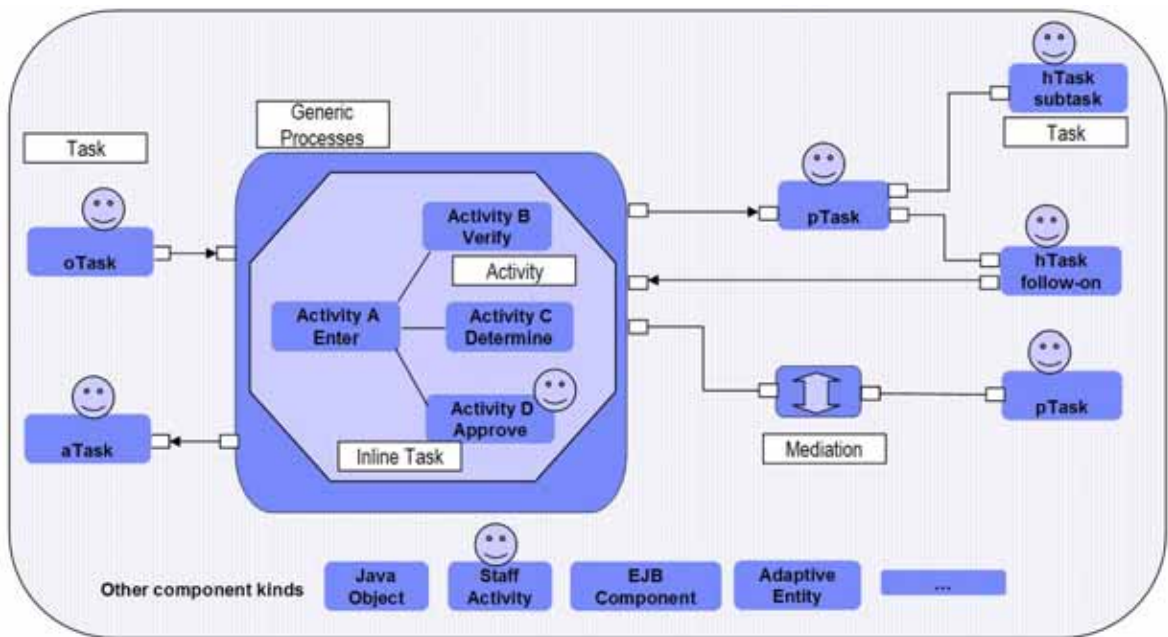 hTask
subtask
Task
Generic
Processes
Task
pTask
Activity B
Verify
oTask
Activity
hTask
follow-on
Activity A
Enter
Activity C
Determine
Activity D
Approve
pTask
aTask
Inline Task
Mediation
Other component kinds
Java
Object
Staff
Activity
EJB
Component
Adaptive
Entity
...